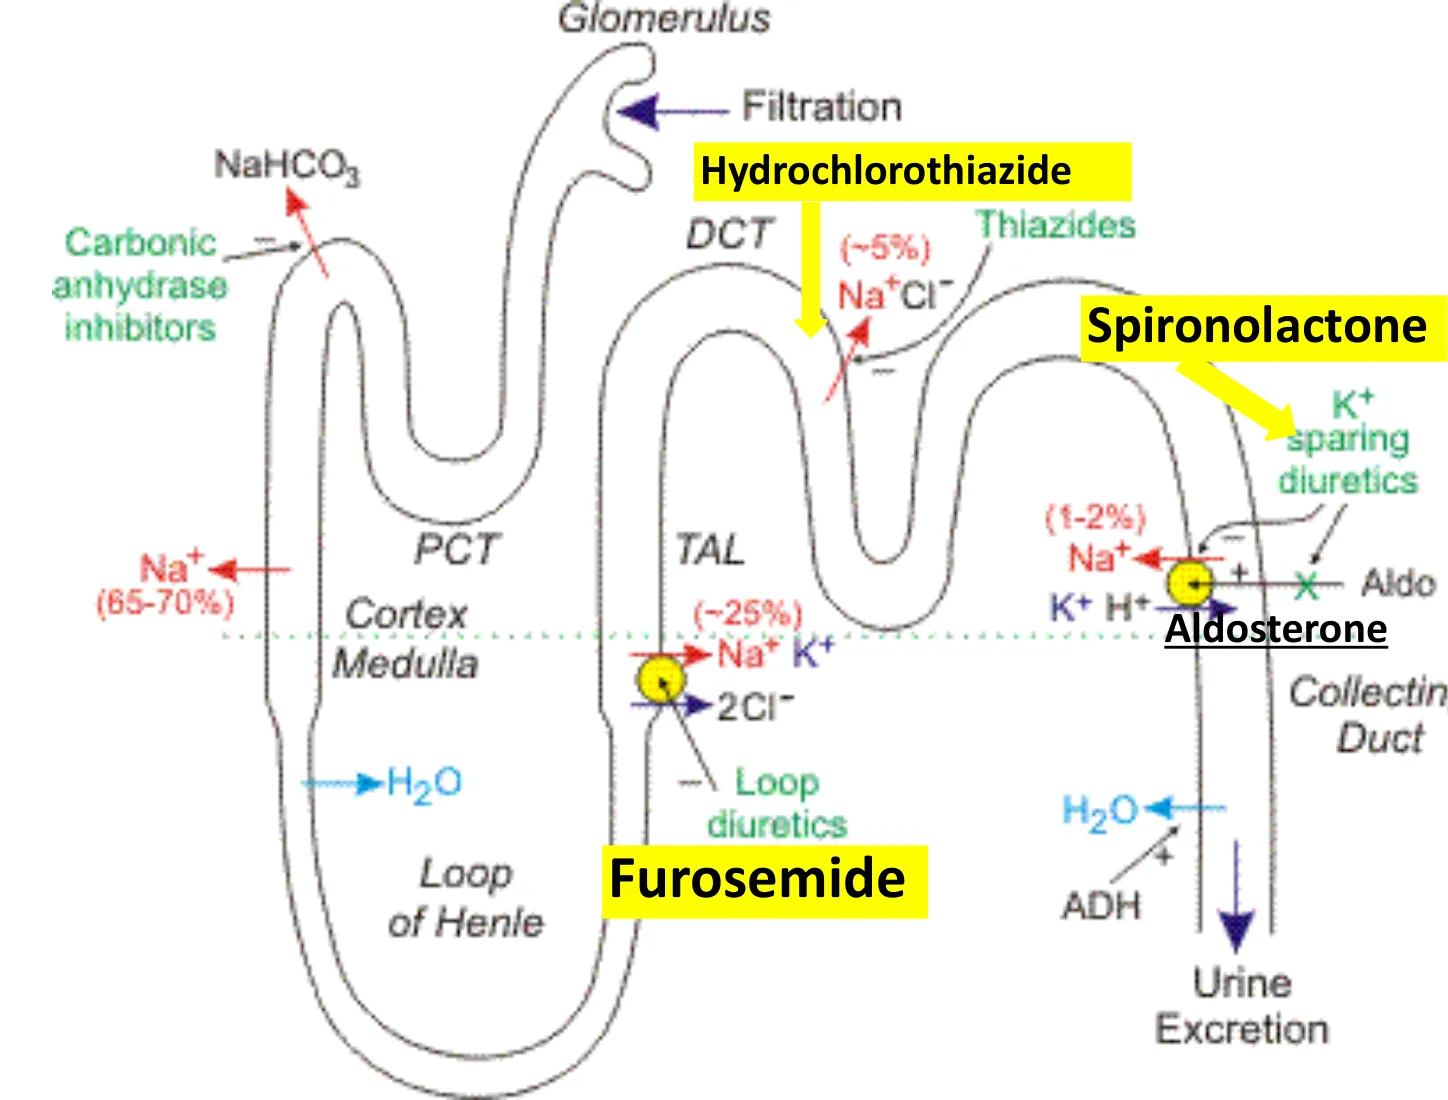 Glomerulus
Filtration
Hydrochlorothiazide
NaHCO3
Carbonic
anhydrase
inhibitors
DCT
(~5%)
Na+Cl−
Thiazides
Spironolactone
K+
sparing
diuretics
PCT
TAL
(1-2%)
Na+
Na+
(65-70%)
Cortex
Medulla
(~25%)
Na+ K+
2Cl−
K+ H+
Aldo
Aldosterone
Collectin
Duct
H2O
Loop
diuretics
Furosemide
H2O
ADH
Loop
of Henle
Urine
Excretion